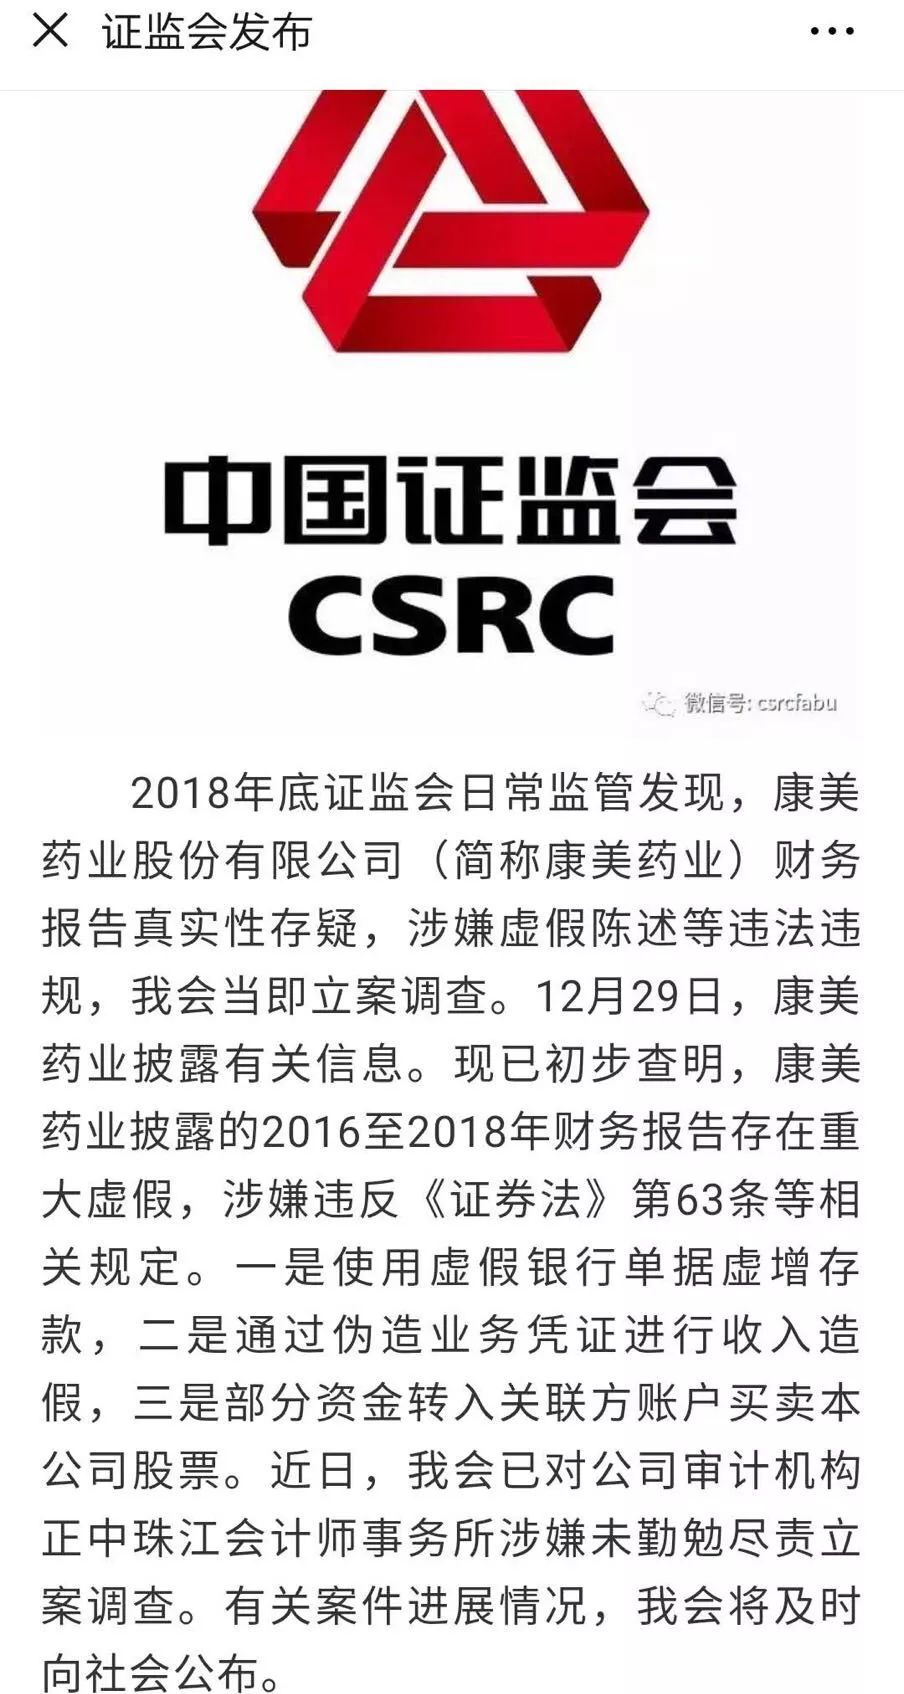 证监会发布
中国证监会
CSRC
微信号: csrcfabu
2018年底证监会日常监管发现，康美
药业股份有限公司（简称康美药业）财务
报告真实性存疑，涉嫌虚假陈述等违法违
规，我会当即立案调查。12月29日，康美
药业披露有关信息。现已初步查明，康美
药业披露的2016至2018年财务报告存在重
大虚假，涉嫌违反《证券法》第63条等相
关规定。一是使用虚假银行单据虚增存
款，二是通过伪造业务凭证进行收入造
假，三是部分资金转入关联方账户买卖本
公司股票。近日，我会已对公司审计机构
正中珠江会计师事务所涉嫌未勤勉尽责立
案调查。有关案件进展情况，我会将及时
向社会公布。